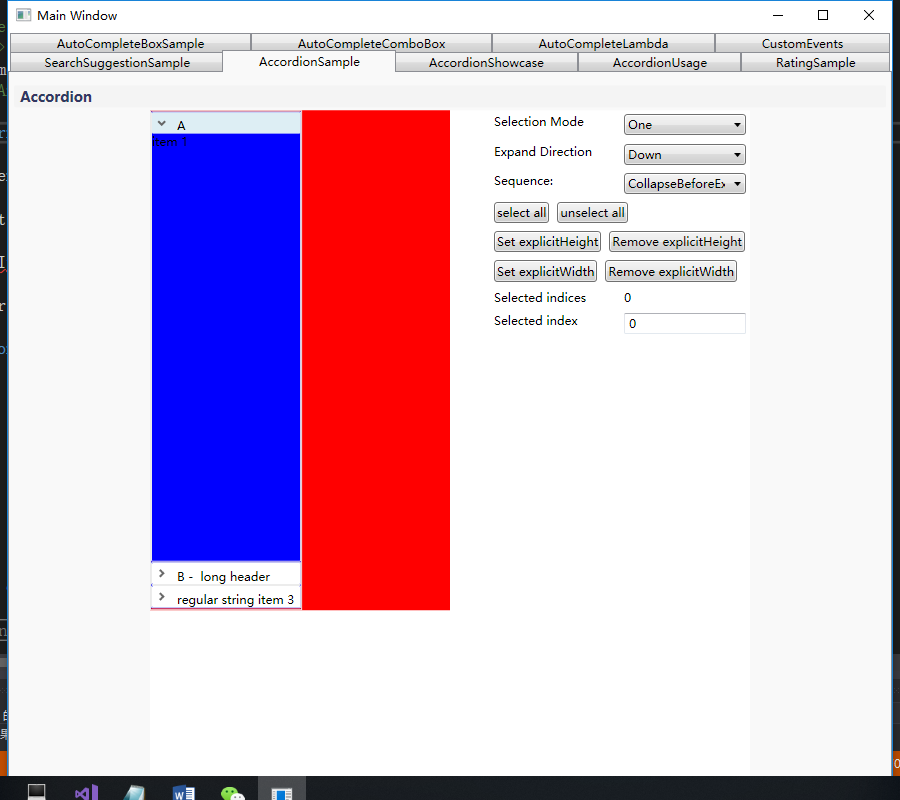 Main Window
AutoCompleteBoxSample AutoCompleteComboBox AutoCompleteLambda CustomEvents
SearchSuggestionSample AccordionSample AccordionShowcase AccordionUsage RatingSample
Accordion
A
Item 1
B - long header
regular string item 3
Selection Mode One
Expand Direction Down
Sequence: CollapseBeforeEx
select all unselect all
Set explicitHeight Remove explicitHeight
Set explicitWidth Remove explicitWidth
Selected indices 0
Selected index 0